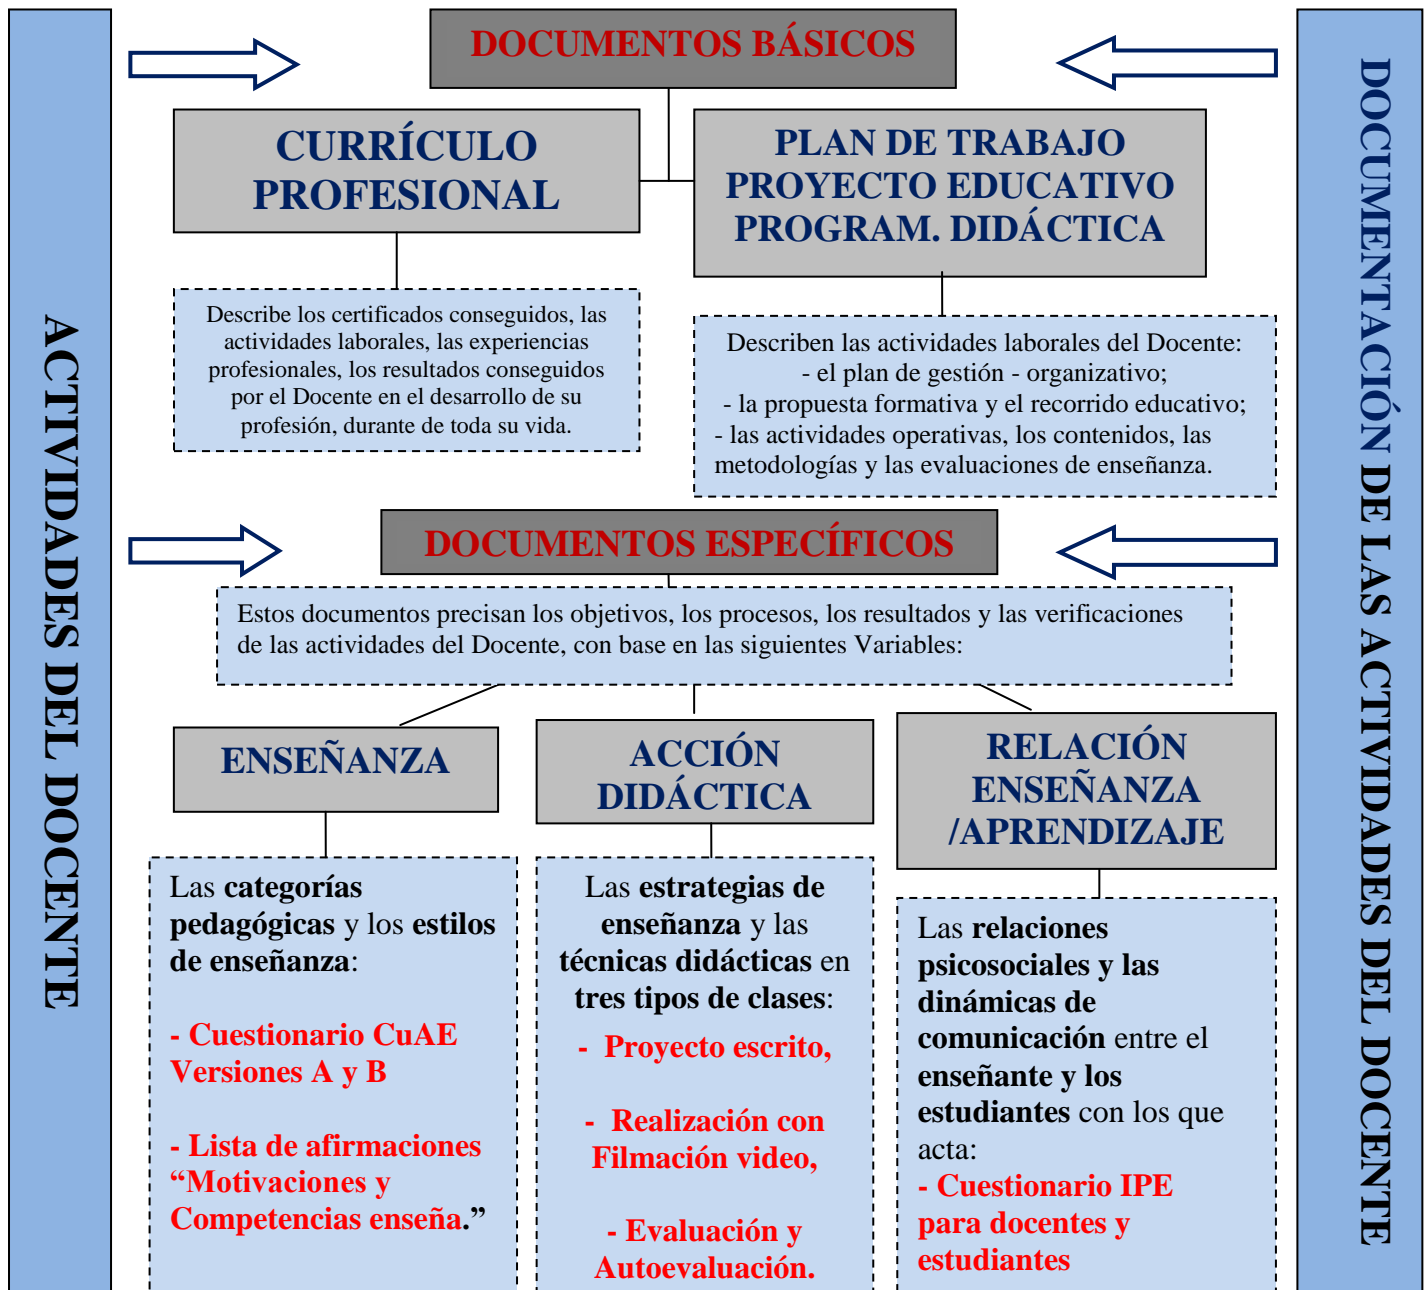 ACTIVIDADES DEL DOCENTE
DOCUMENTOS BÁSICOS
CURRÍCULO
PROFESIONAL
PLAN DE TRABAJO
PROYECTO EDUCATIVO
PROGRAM. DIDÁCTICA
Describe los certificados conseguidos, las
actividades laborales, las experiencias
profesionales, los resultados conseguidos
por el Docente en el desarrollo de su
profesión, durante de toda su vida.
Describen las actividades laborales del Docente:
- el plan de gestión - organizativo;
- la propuesta formativa y el recorrido educativo;
- las actividades operativas, los contenidos, las
metodologías y las evaluaciones de enseñanza.
DOCUMENTOS ESPECÍFICOS
Estos documentos precisan los objetivos, los procesos, los resultados y las verificaciones
de las actividades del Docente, con base en las siguientes Variables:
ENSEÑANZA
Las categorías
pedagógicas y los estilos
de enseñanza:
- Cuestionario CuAE
Versiones A y B
- Lista de afirmaciones
“Motivaciones y
Competencias enseña.”
ACCIÓN
DIDÁCTICA
Las estrategias de
enseñanza y las
técnicas didácticas en
tres tipos de clases:
- Proyecto escrito,
- Realización con
Filmación video,
- Evaluación y
Autoevaluación.
RELACIÓN
ENSEÑANZA
/APRENDIZAJE
Las relaciones
psicosociales y las
dinámicas de
comunicación entre el
enseñante y los
estudiantes con los que
acta:
- Cuestionario IPE
para docentes y
estudiantes
DOCUMENTACIÓN DE LAS ACTIVIDADES DEL DOCENTE